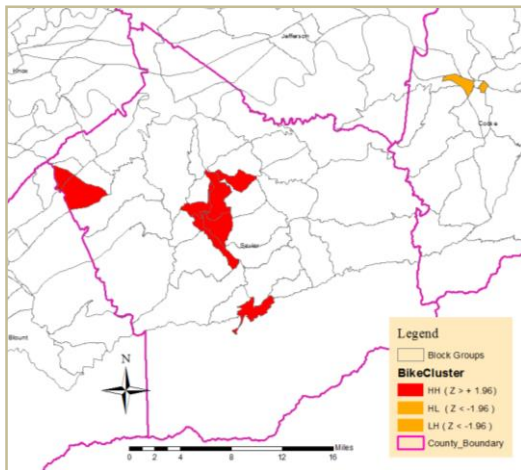 Jefferson
Knox
Cocke
Sevier
Blount
N
Legend
Block Groups
BikeCluster
HH ( Z > + 1.96)
HL ( Z < -1.96)
LH ( Z < -1.96)
County_Boundary
Miles
0 2 4 8 12 16